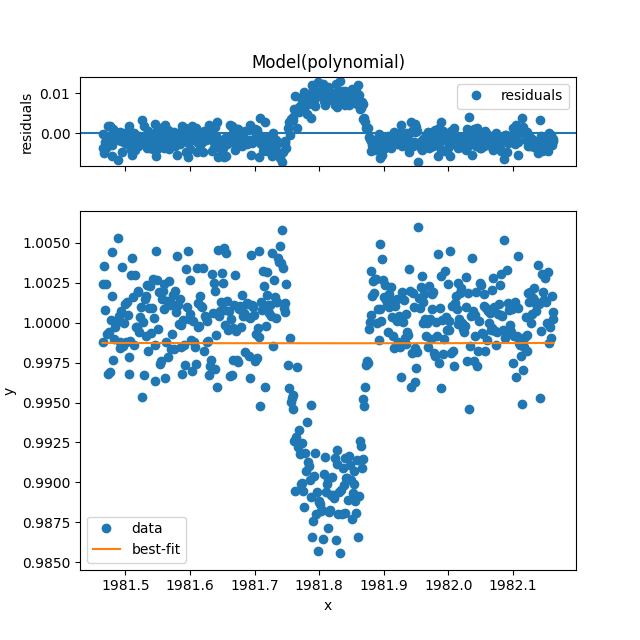 Model(polynomial)
residuals
0.01
0.00
residuals
y
1.0050
1.0025
1.0000
0.9975
0.9950
0.9925
0.9900
0.9875
0.9850
data
best-fit
1981.5 1981.6 1981.7 1981.8 1981.9 1982.0 1982.1
x